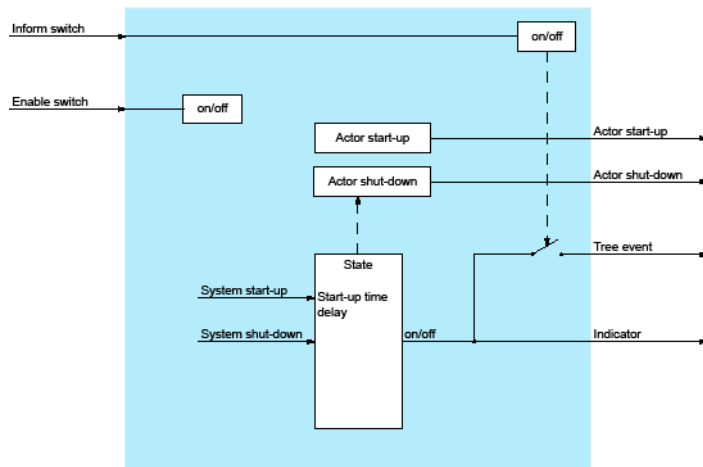 Inform switch
on/off
Enable switch
on/off
Actor start-up
Actor start-up
Actor shut-down
Actor shut-down
Tree event
State
System start-up
Start-up time
delay
System shut-down
on/off
Indicator